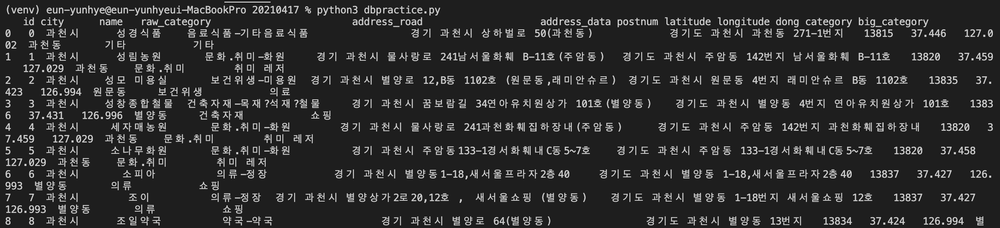 (venv) eun-yunhye@eun-yunhyeui-MacBookPro 20210417 % python3 dbpractice.py
id city name raw_category address_road address_data postnum latitude longitude dong category big_category
0 0 과천시 성경식품 음료식품-기타음료식품 경기 과천시 상하벌로 50(과천동) 경기도 과천시 과천동 271-1번지 13815 37.446 127.0
02 과천동 기타 기타
1 1 과천시 성림농원 문화.취미-화원 경기 과천시 물사랑로 241남서울화훼 B-11호(주암동) 경기도 과천시 주암동 142번지 남서울화훼 B-11호 13820 37.459
127.029 과천동 문화.취미 취미 레저
2 2 과천시 성모 미용실 보건위생-미용원 경기 과천시 별양로 12,B동 1102호 (원문동,래미안슈르) 경기도 과천시 원문동 4번지 래미안슈르 B동 1102호 13835 37.
423 126.994 원문동 보건위생 의료
3 3 과천시 성창종합철물 건축자재-목재?석재?철물 경기 과천시 꿈보람길 34연아유치원상가 101호(별양동) 경기도 과천시 별양동 4번지 연아유치원상가 101호 1383
6 37.431 126.996 별양동 건축자재 쇼핑
4 4 과천시 세자매농원 문화.취미-화원 경기 과천시 물사랑로 241과천화훼집하장내(주암동) 경기도 과천시 주암동 142번지 과천화훼집하장내 13820 3
7.459 127.029 과천동 문화.취미 취미 레저
5 5 과천시 소나무화원 문화.취미-화원 경기 과천시 주암동133-1경서화훼내C동5~7호 경기도 과천시 주암동 133-1경서화훼내C동5~7호 13820 37.458
127.029 과천동 문화.취미 취미 레저
6 6 과천시 소피아 의류-정장 경기 과천시 별양동1-18,새서울프라자2층40 경기도 과천시 별양동 1-18,새서울프라자2층40 13837 37.427 126.
993 별양동 의류 쇼핑
7 7 과천시 조이 의류-정장 경기 과천시 별양상가2로20,12호 , 새서울쇼핑 (별양동) 경기도 과천시 별양동 1-18번지 새서울쇼핑 12호 13837 37.427
126.993 별양동 의류 쇼핑
8 8 과천시 조일약국 약국-약국 경기 과천시 별양로 64(별양동) 경기도 과천시 별양동 13번지 13834 37.424 126.994 별